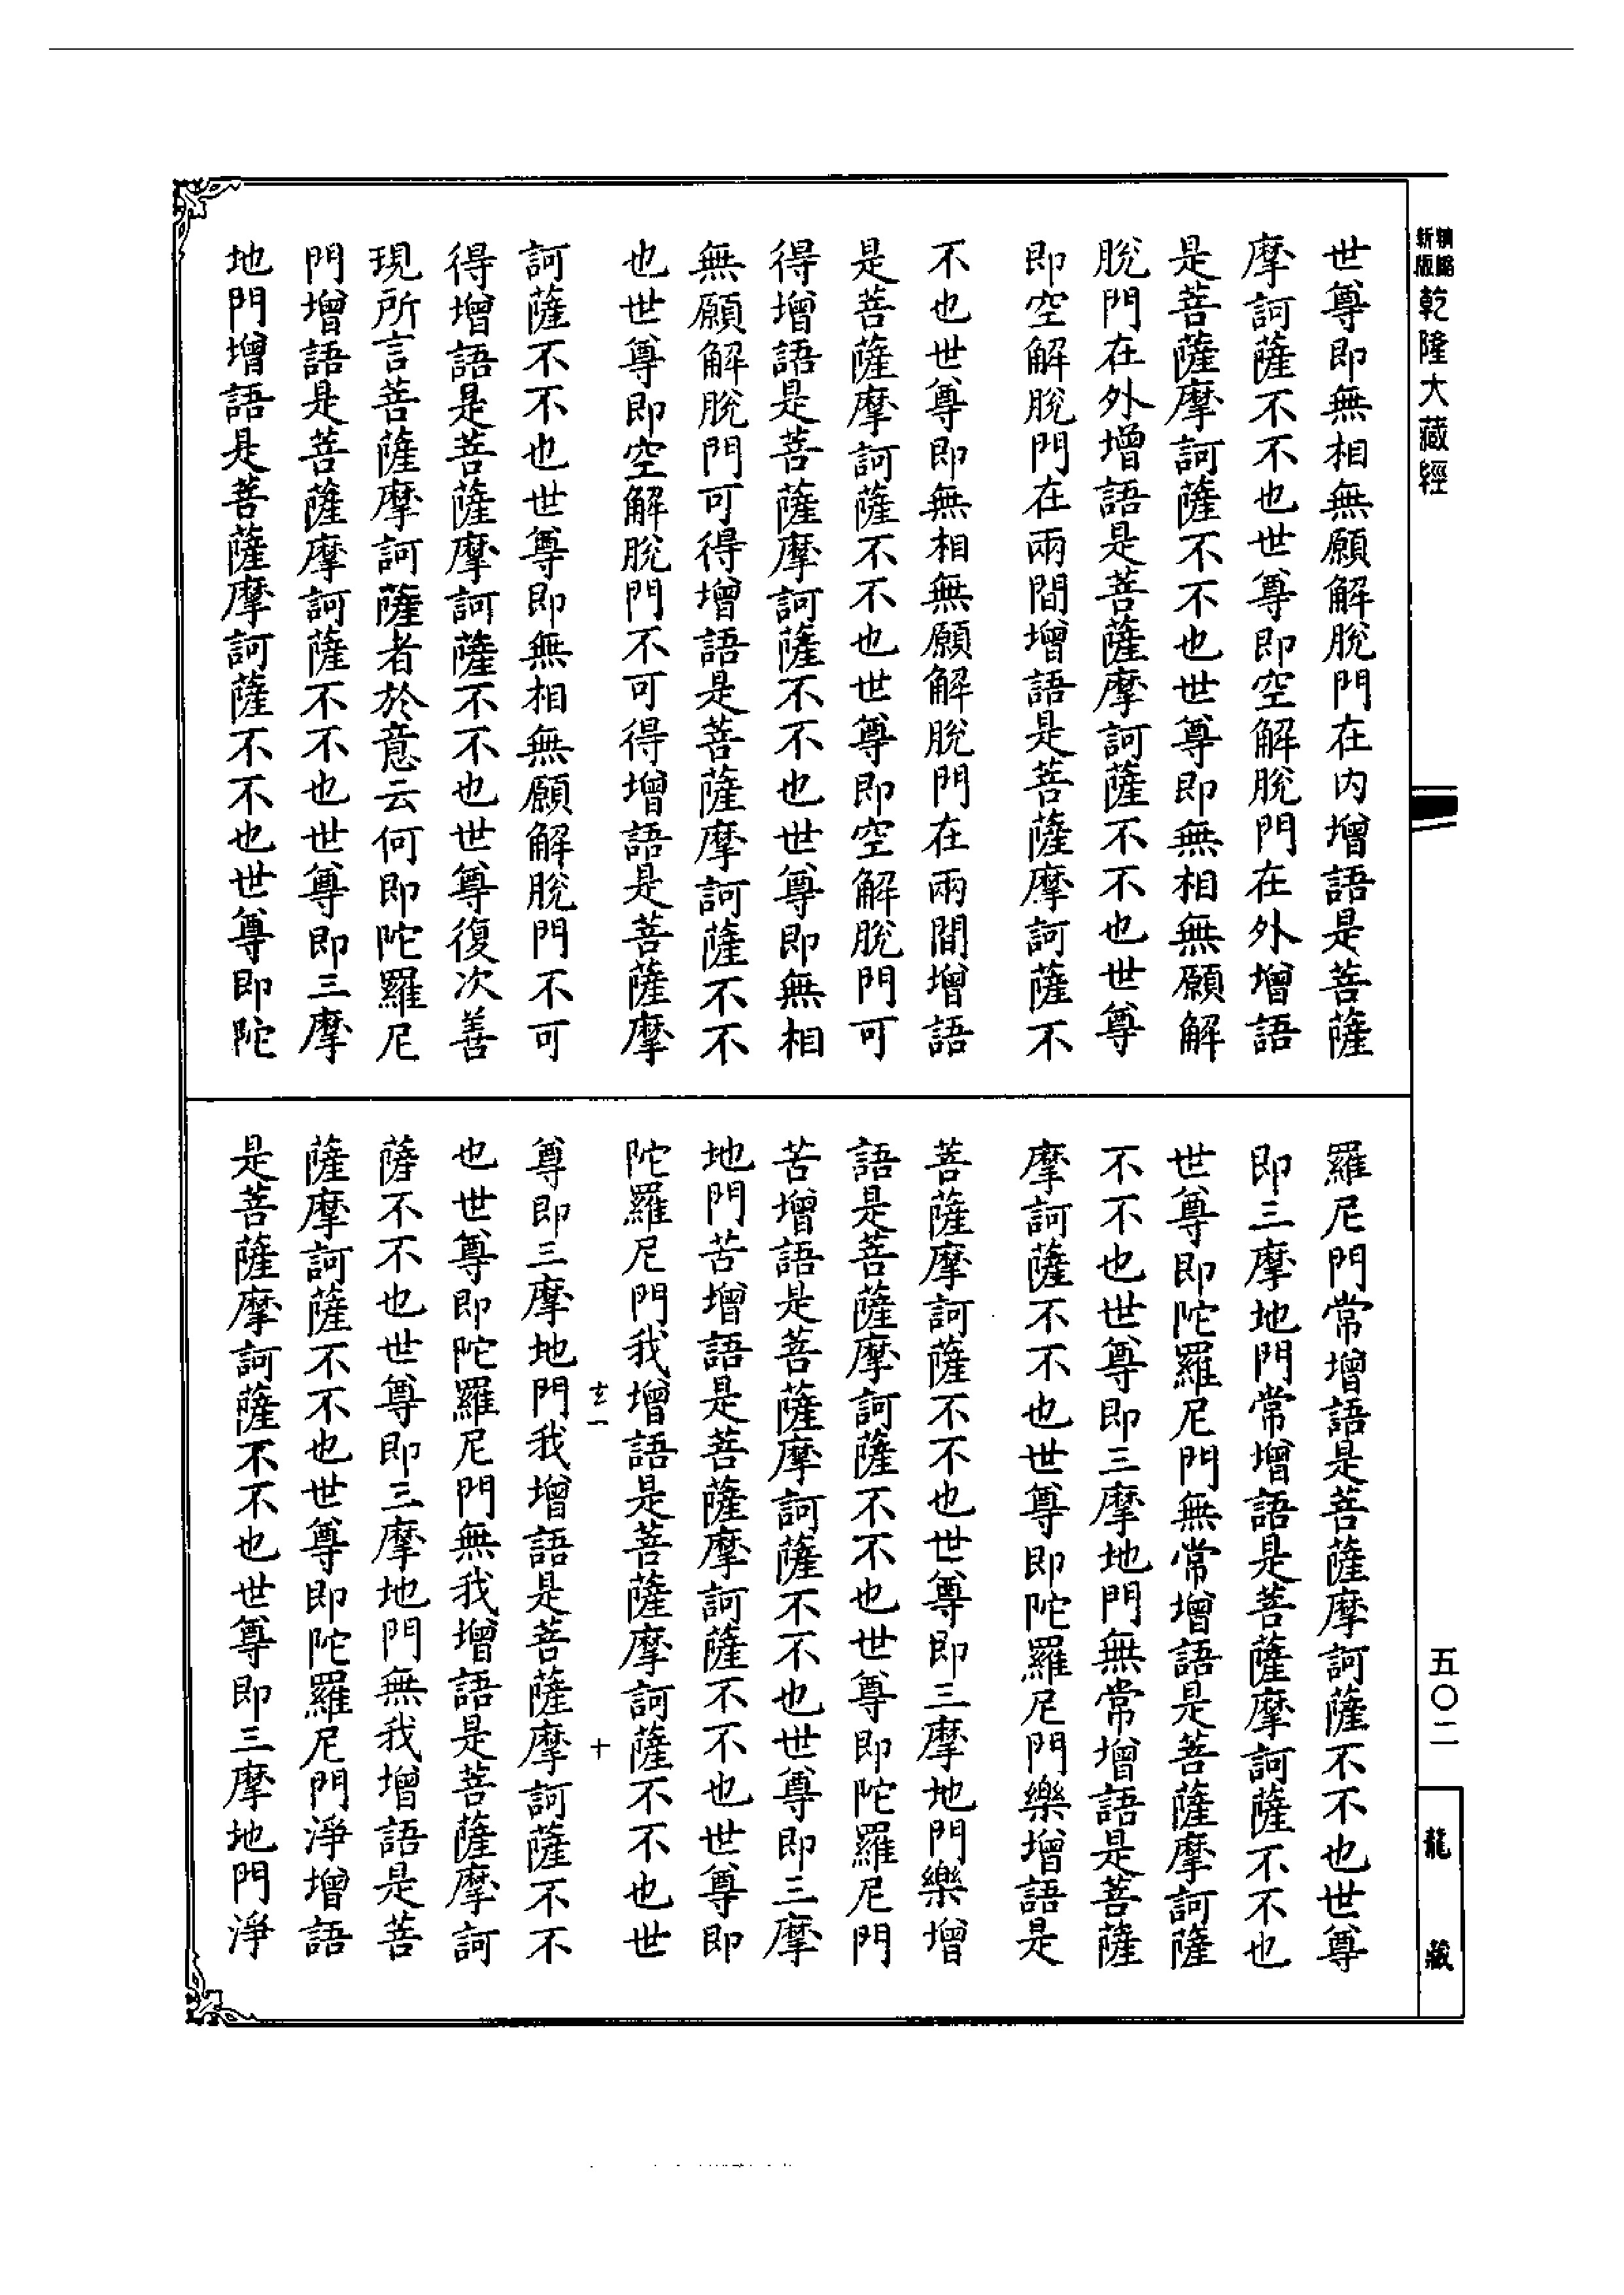 新版精縮乾隆大藏經
世尊即無相無願解脫門在內增語是菩薩
摩訶薩不不也世尊即空解脫門在外增語
是菩薩摩訶薩不不也世尊即無相無願解
脫門在外增語是菩薩摩訶薩不不也世尊
即空解脫門在兩間增語是菩薩摩訶薩不
不也世尊即無相無願解脫門在兩間增語
是菩薩摩訶薩不不也世尊即空解脫門可
得增語是菩薩摩訶薩不不也世尊即無相
無願解脫門可得增語是菩薩摩訶薩不不
也世尊即空解脫門不可得增語是菩薩摩
訶薩不不也世尊即無相無願解脫門不可
得增語是菩薩摩訶薩不不也世尊復次善
現所言菩薩摩訶薩者於意云何即陀羅尼
門增語是菩薩摩訶薩不不也世尊即三摩
地門增語是菩薩摩訶薩不不也世尊即陀
羅尼門常增語是菩薩摩訶薩不不也世尊
即三摩地門常增語是菩薩摩訶薩不不也
世尊即陀羅尼門無常增語是菩薩摩訶薩
不不也世尊即三摩地門無常增語是菩薩
摩訶薩不不也世尊即陀羅尼門樂增語是
菩薩摩訶薩不不也世尊即三摩地門樂增
語是菩薩摩訶薩不不也世尊即陀羅尼門
苦增語是菩薩摩訶薩不不也世尊即三摩
地門苦增語是菩薩摩訶薩不不也世尊即
陀羅尼門我增語是菩薩摩訶薩不不也世
玄一 十
尊即三摩地門我增語是菩薩摩訶薩不不
也世尊即陀羅尼門無我增語是菩薩摩訶
薩不不也世尊即三摩地門無我增語是菩
薩摩訶薩不不也世尊即陀羅尼門淨增語
是菩薩摩訶薩不不也世尊即三摩地門淨
五〇二
龍藏